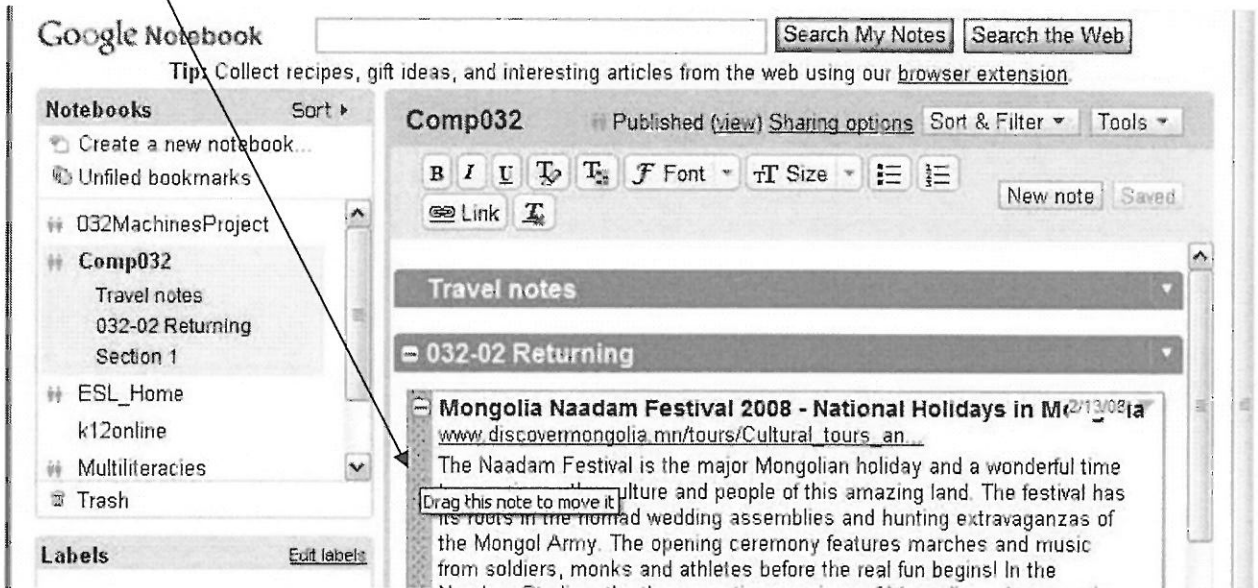 Google Notebook
Search My Notes
Search the Web
Tip: Collect recipes, gift ideas, and interesting articles from the web using our browser extension.
Notebooks
Sort
Create a new notebook...
Unfiled bookmarks
032MachinesProject
Comp032
Travel notes
032-02 Returning
Section 1
ESL_Home
k12online
Multiliteracies
Trash
Labels
Edit labels
Comp032
Published (view) Sharing options
Sort & Filter
Tools
B I U Font Size
Link
New note
Saved
Travel notes
032-02 Returning
Mongolia Naadam Festival 2008 - National Holidays in
2/13/08
www.discovermongolia.mn/tours/Cultural_tours_an...
The Naadam Festival is the major Mongolian holiday and a wonderful time
Drag this note to move it
ulture and people of this amazing land. The festival has
its roots in the nomad wedding assemblies and hunting extravaganzas of
the Mongol Army. The opening ceremony features marches and music
from soldiers, monks and athletes before the real fun begins! In the